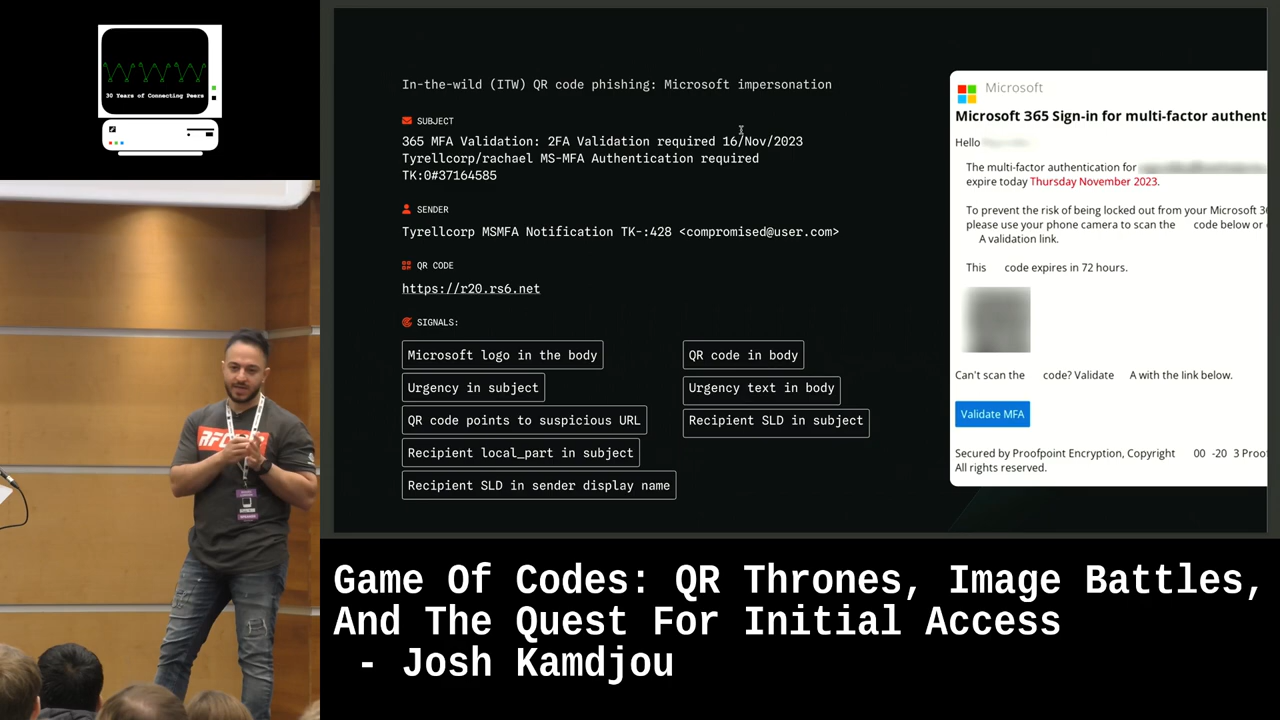 30 Years of Connecting Peers
In-the-wild (ITW) QR code phishing: Microsoft impersonation
SUBJECT
365 MFA Validation: 2FA Validation required 16/Nov/2023
Tyrellcorp/rachael MS-MFA Authentication required
TK:0#37164585
SENDER
Tyrellcorp MSMFA Notification TK-:428 <compromised@user.com>
QR CODE
https://r20.rs6.net
SIGNALS:
Microsoft logo in the body
QR code in body
Urgency in subject
Urgency text in body
QR code points to suspicious URL
Recipient SLD in subject
Recipient local_part in subject
Recipient SLD in sender display name
Microsoft
Microsoft 365 Sign-in for multi-factor authent
Hello
The multi-factor authentication for
expire today Thursday November 2023.
To prevent the risk of being locked out from your Microsoft 36
please use your phone camera to scan the code below or
A validation link.
This code expires in 72 hours.
Can't scan the code? Validate A with the link below.
Validate MFA
Secured by Proofpoint Encryption, Copyright 00 -20 3 Proo
All rights reserved.
Game Of Codes: QR Thrones, Image Battles,
And The Quest For Initial Access
- Josh Kamdjou